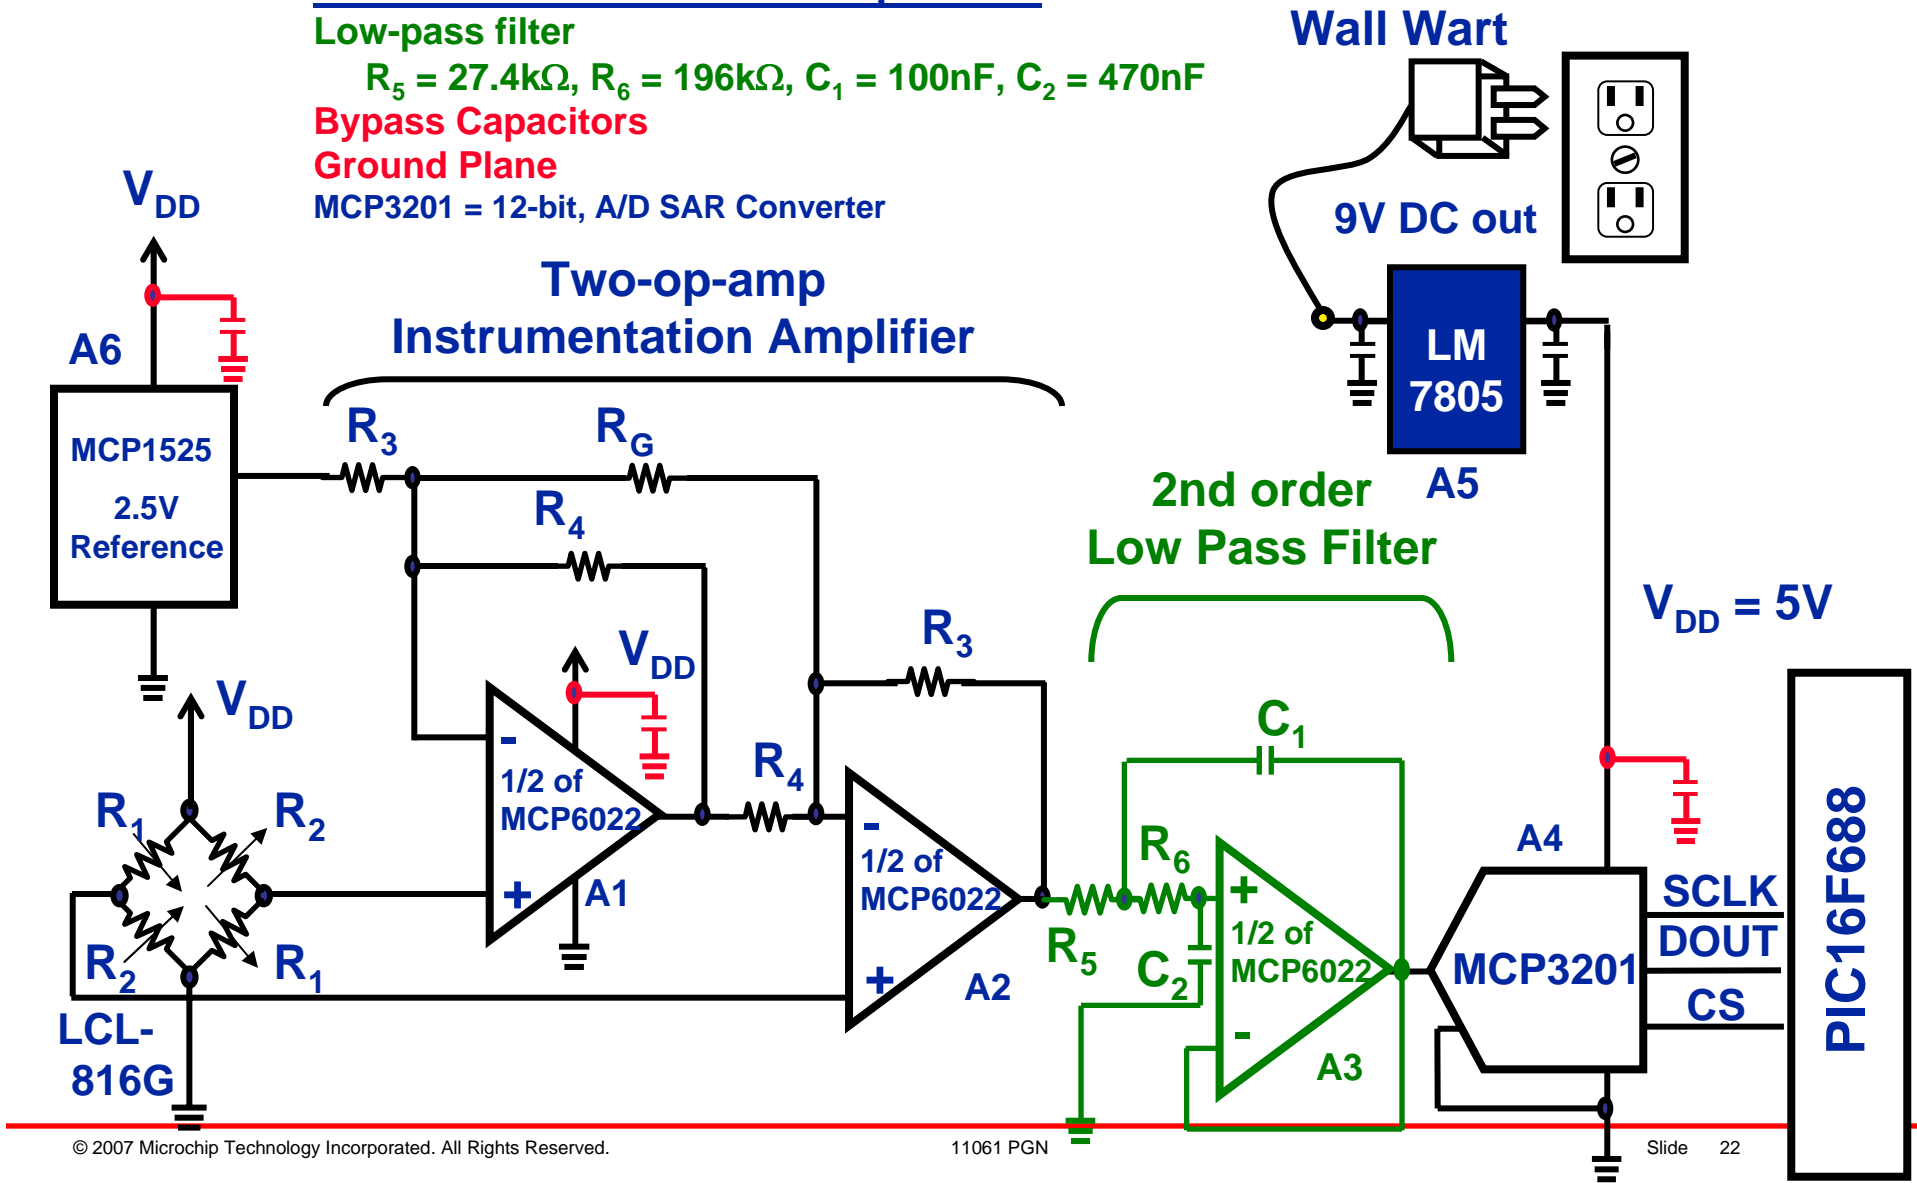 Low-pass filter
R5 = 27.4kΩ, R6 = 196kΩ, C1 = 100nF, C2 = 470nF
Bypass Capacitors
Ground Plane
MCP3201 = 12-bit, A/D SAR Converter
Wall Wart
9V DC out
VDD
A6
Two-op-amp
Instrumentation Amplifier
LM
7805
A5
MCP1525
2.5V
Reference
R3
RG
R4
2nd order
Low Pass Filter
VDD = 5V
VDD
VDD
R3
-
1/2 of
MCP6022
+
A1
R4
C1
R1
R2
R2
R1
LCL-
816G
-
1/2 of
MCP6022
+
A2
R5
R6
C2
+
1/2 of
MCP6022
-
A3
A4
MCP3201
SCLK
DOUT
CS
PIC16F688
© 2007 Microchip Technology Incorporated. All Rights Reserved.
11061 PGN
Slide 22